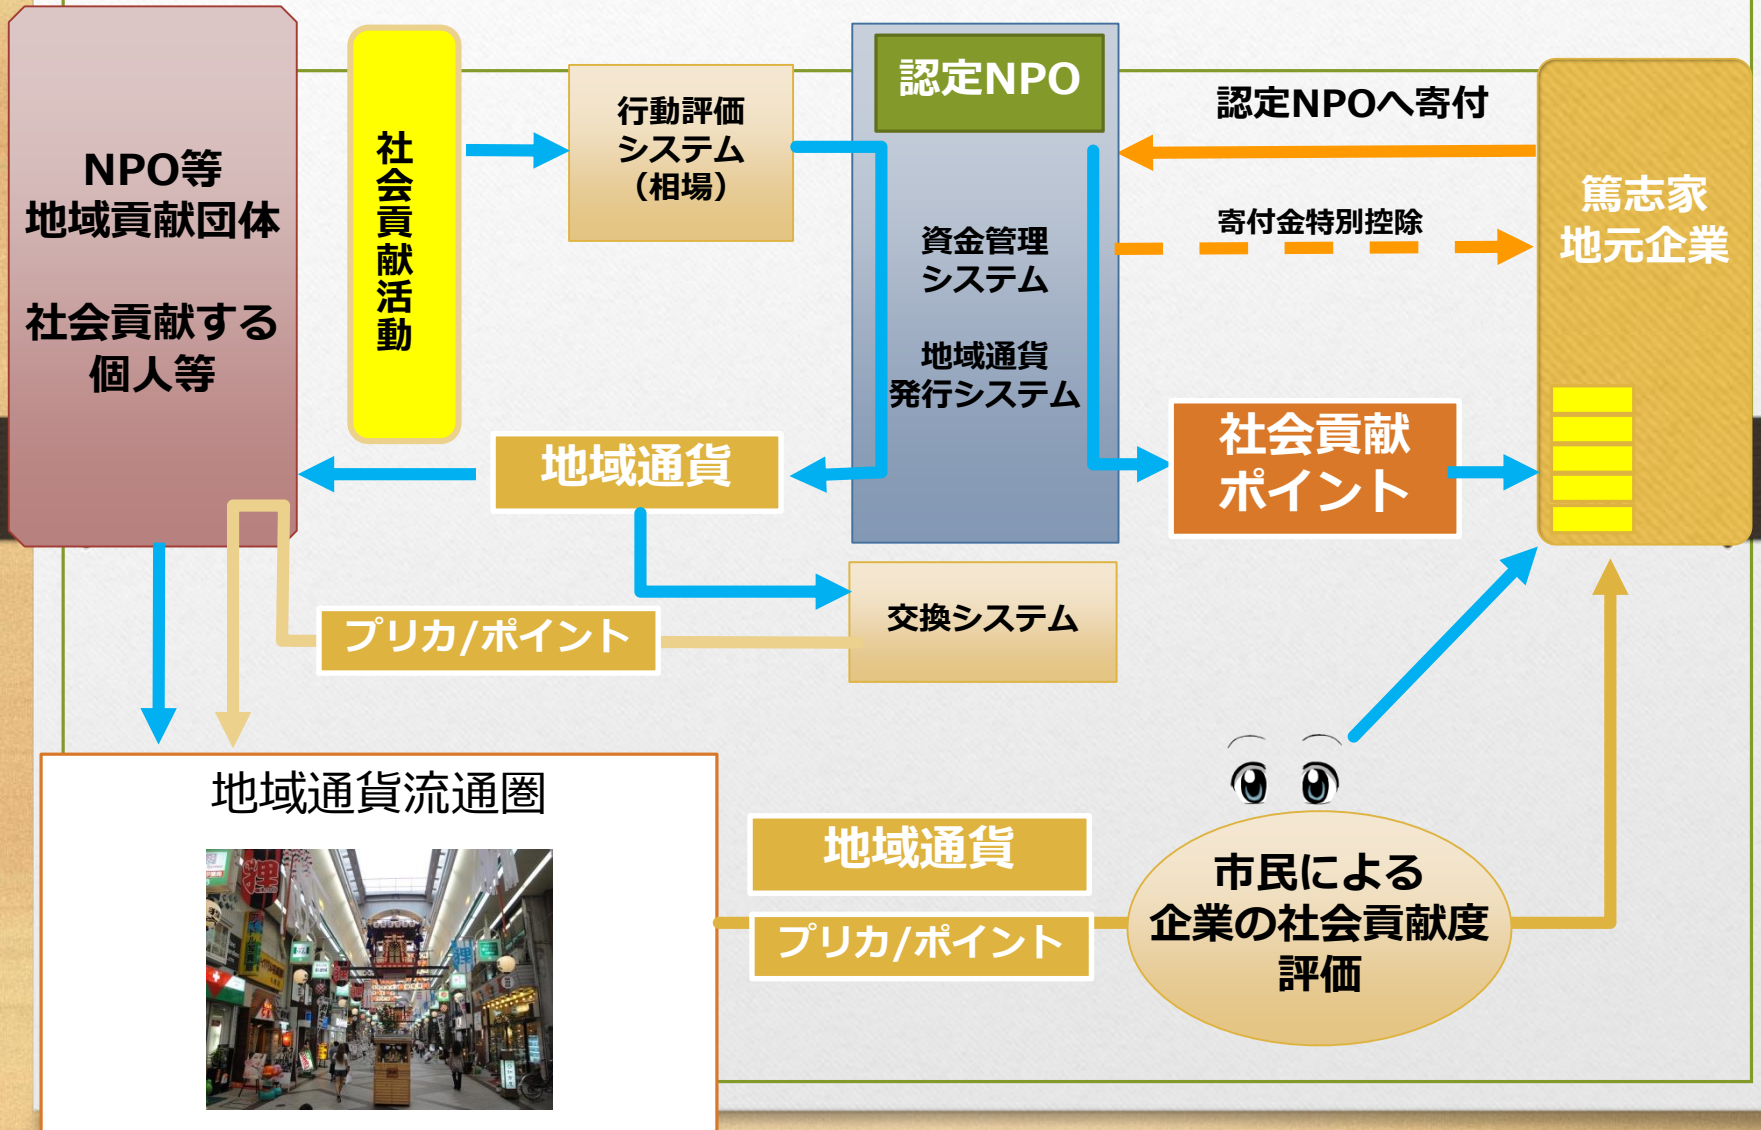 NPO等
地域貢献団体
社会貢献する
個人等
社会貢献活動
行動評価
システム
（相場）
認定NPO
資金管理
システム
地域通貨
発行システム
認定NPOへ寄付
寄付金特別控除
篤志家
地元企業
地域通貨
社会貢献
ポイント
プリカ/ポイント
交換システム
地域通貨流通圏
狸
狸
地域通貨
プリカ/ポイント
市民による
企業の社会貢献度
評価